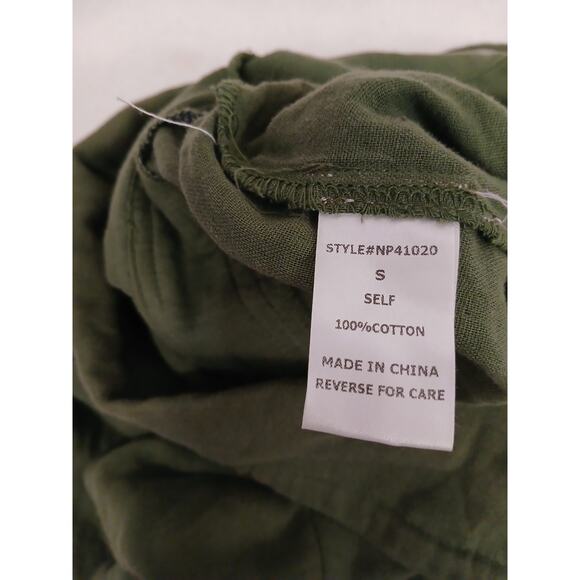 STYLE#NP41020
S
SELF
100%COTTON
MADE IN CHINA
REVERSE FOR CARE